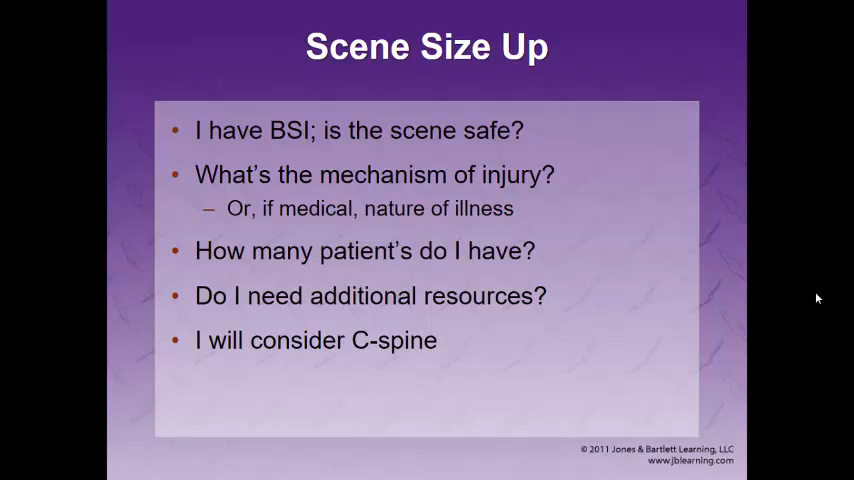 Scene Size Up
• I have BSI; is the scene safe?
• What's the mechanism of injury?
– Or, if medical, nature of illness
• How many patient's do I have?
• Do I need additional resources?
• I will consider C-spine
© 2011 Jones & Bartlett Learning, LLC
www.jblearning.com